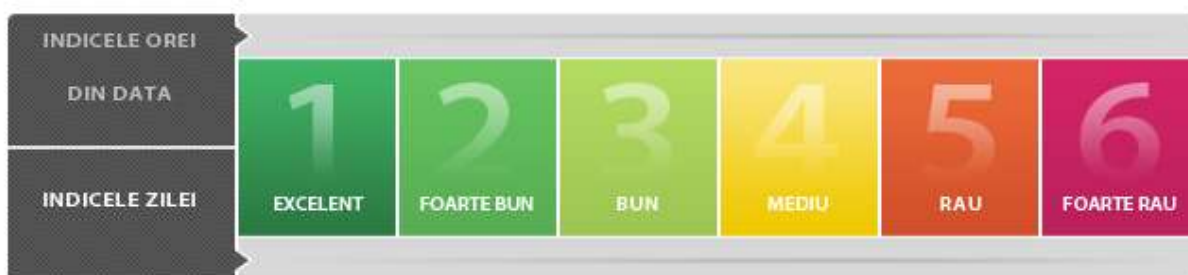 INDICELE OREI
DIN DATA
INDICELE ZILEI
1
EXCELENT
2
FOARTE BUN
3
BUN
4
MEDIU
5
RAU
6
FOARTE RAU